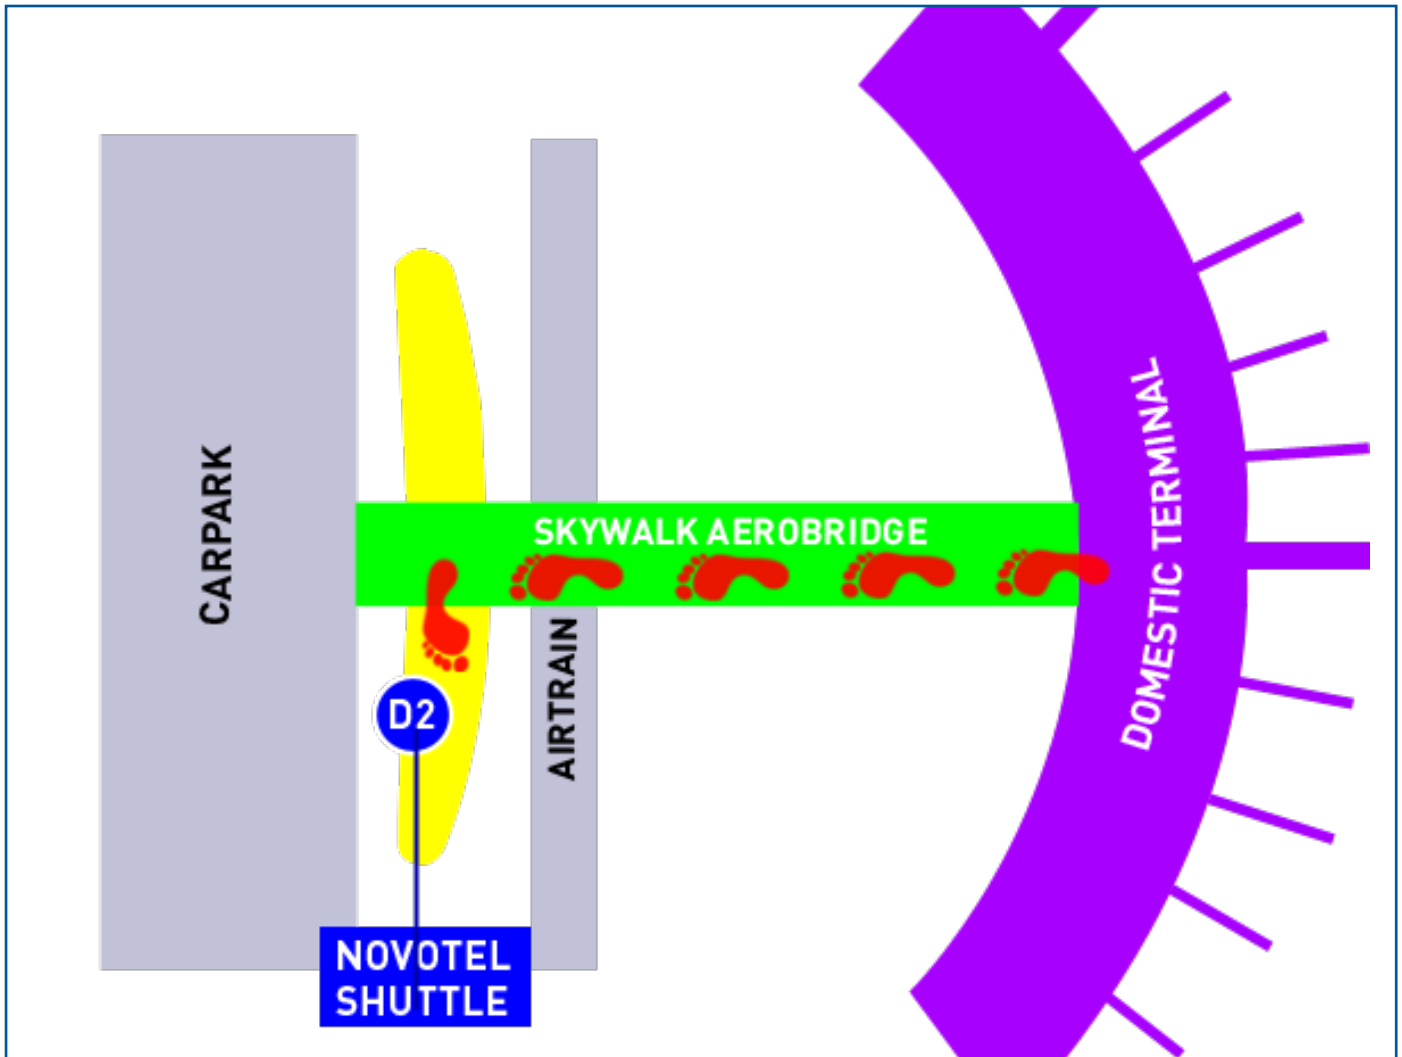 SKYWALK AEROBRIDGE
CARPARK
AIRTRAIN
DOMESTIC TERMINAL
D2
NOVOTEL
SHUTTLE